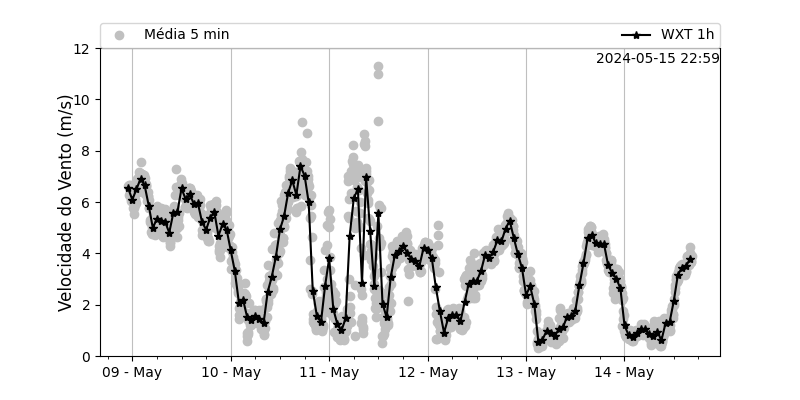 Média 5 min
WXT 1h
2024-05-15 22:59
Velocidade do Vento (m/s)
12
10
8
6
4
2
0
09 - May
10 - May
11 - May
12 - May
13 - May
14 - May